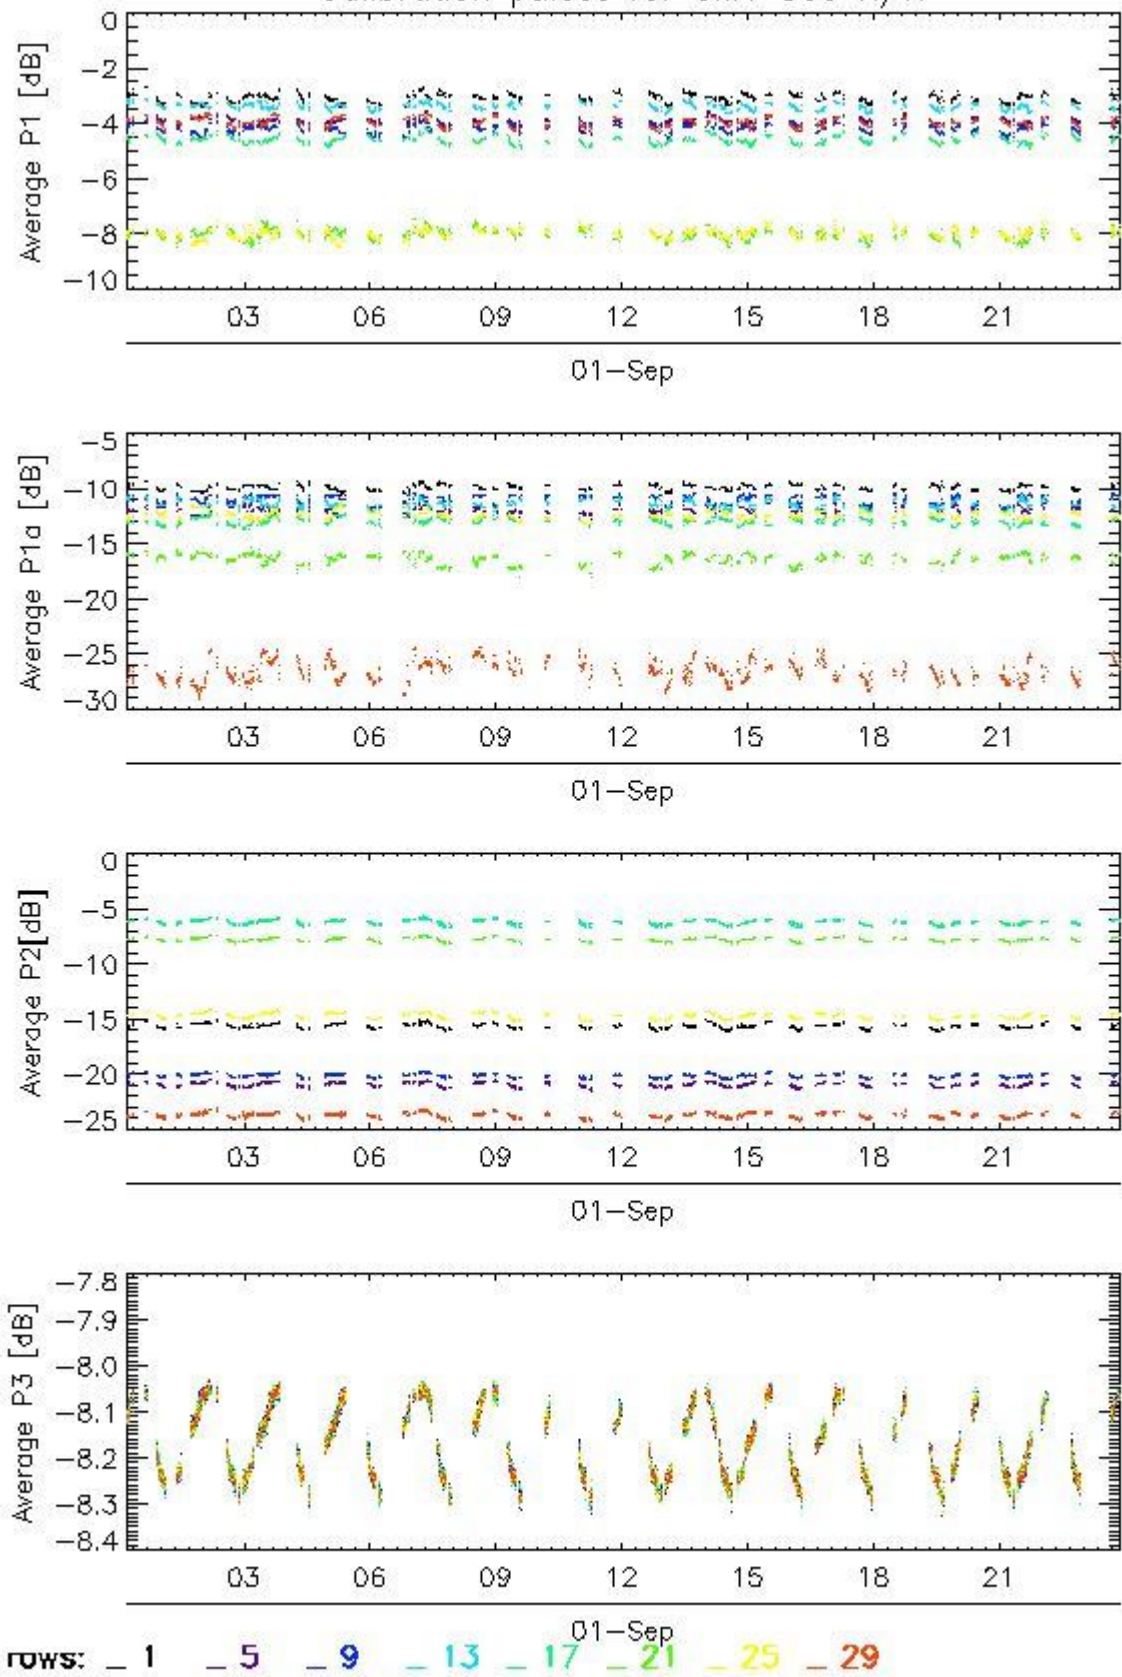 0
−2
−4
−6
−8
−10
Average P1 [dB]
03 06 09 12 15 18 21
01−Sep
−5
−10
−15
−20
−25
−30
Average P1a [dB]
03 06 09 12 15 18 21
01−Sep
0
−5
−10
−15
−20
−25
Average P2[dB]
03 06 09 12 15 18 21
01−Sep
−7.8
−7.9
−8.0
−8.1
−8.2
−8.3
−8.4
Average P3 [dB]
03 06 09 12 15 18 21
01−Sep
rows: _ 1 _ 5 _ 9 _ 13 _ 17 _ 21 _ 25 _ 29